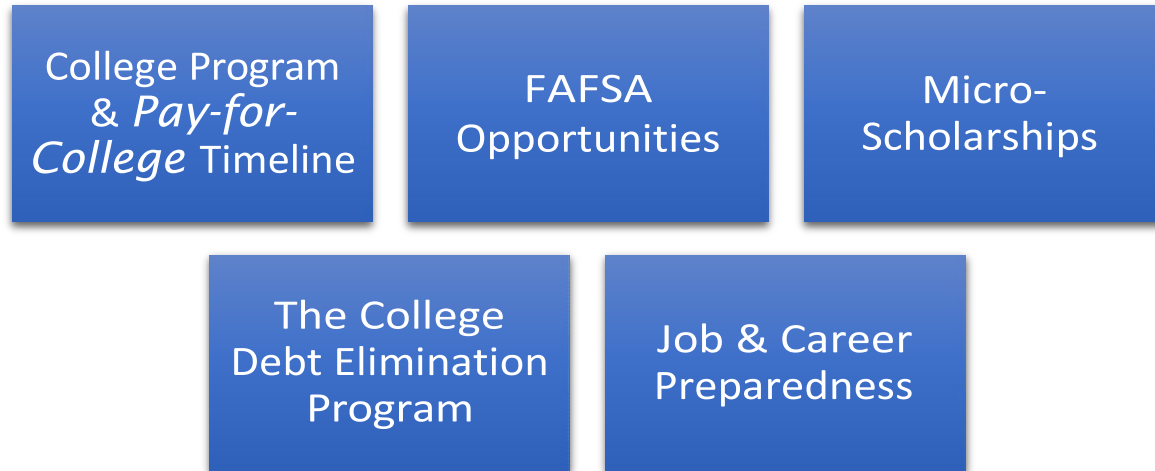 College Program
& Pay-for-
College Timeline
FAFSA
Opportunities
Micro-
Scholarships
The College
Debt Elimination
Program
Job & Career
Preparedness